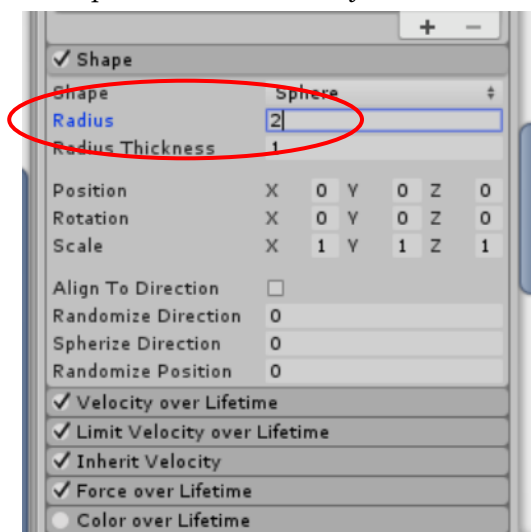 + −
✓ Shape
Shape Sphere
Radius 2
Radius Thickness 1
Position X 0 Y 0 Z 0
Rotation X 0 Y 0 Z 0
Scale X 1 Y 1 Z 1
Align To Direction
Randomize Direction 0
Spherize Direction 0
Randomize Position 0
✓ Velocity over Lifetime
✓ Limit Velocity over Lifetime
✓ Inherit Velocity
✓ Force over Lifetime
Color over Lifetime